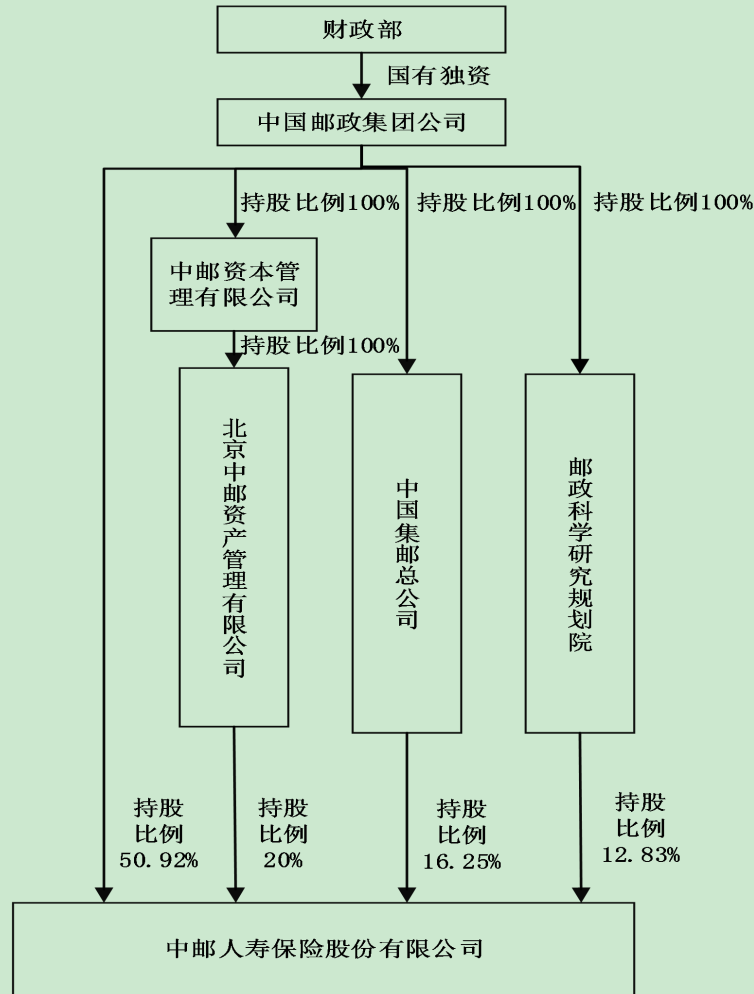 财政部
国有独资
中国邮政集团公司
持股比例100%
持股比例100%
持股比例100%
中邮资本管
理有限公司
持股比例100%
北京中邮资产管理有限公司
中国集邮总公司
邮政科学研究规划院
持股
比例
50.92%
持股
比例
20%
持股
比例
16.25%
持股
比例
12.83%
中邮人寿保险股份有限公司